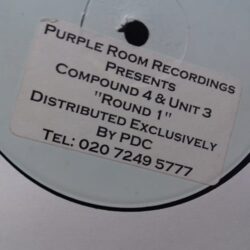 Purple Room Recordings
Presents
Compound 4 & Unit 3
"Round 1"
Distributed Exclusively
By PDC
Tel: 020 7249 5777